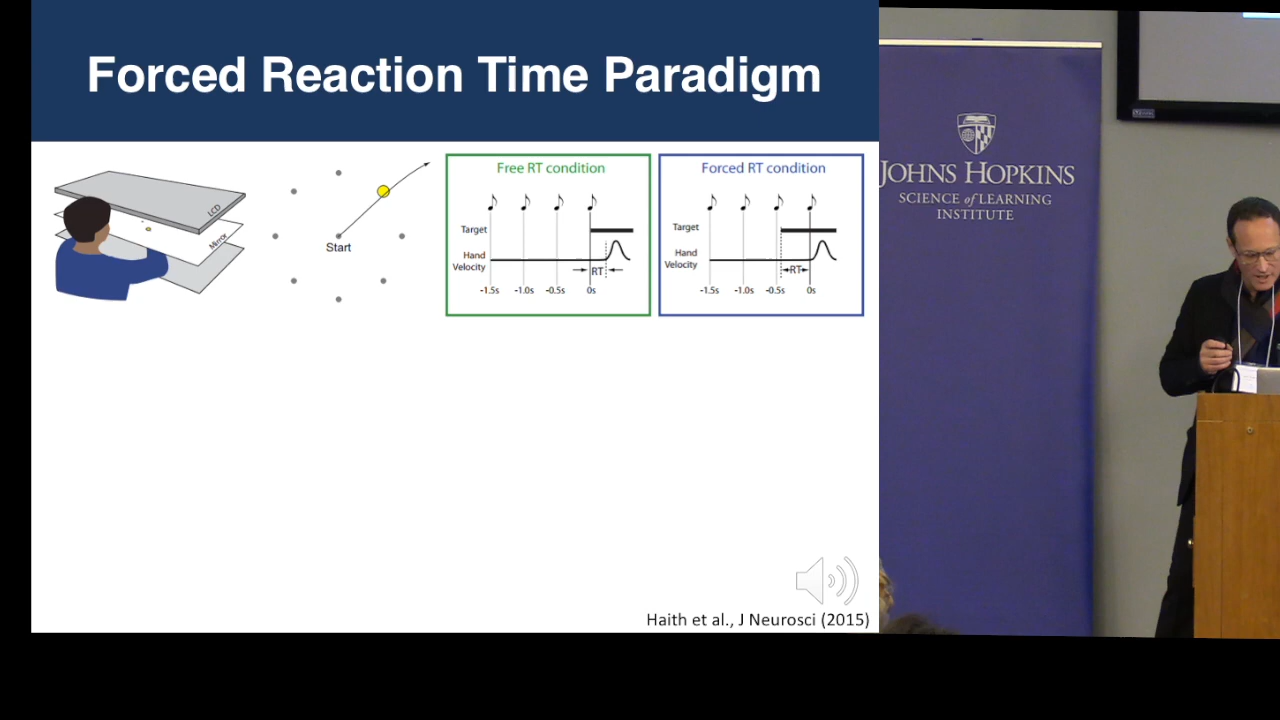 Forced Reaction Time Paradigm
LCD
Mirror
Start
Free RT condition
Target
Hand
Velocity
RT
-1.5s -1.0s -0.5s 0s
Forced RT condition
Target
Hand
Velocity
RT
-1.5s -1.0s -0.5s 0s
Haith et al., J Neurosci (2015)
JOHNS HOPKINS
SCIENCE of LEARNING
INSTITUTE